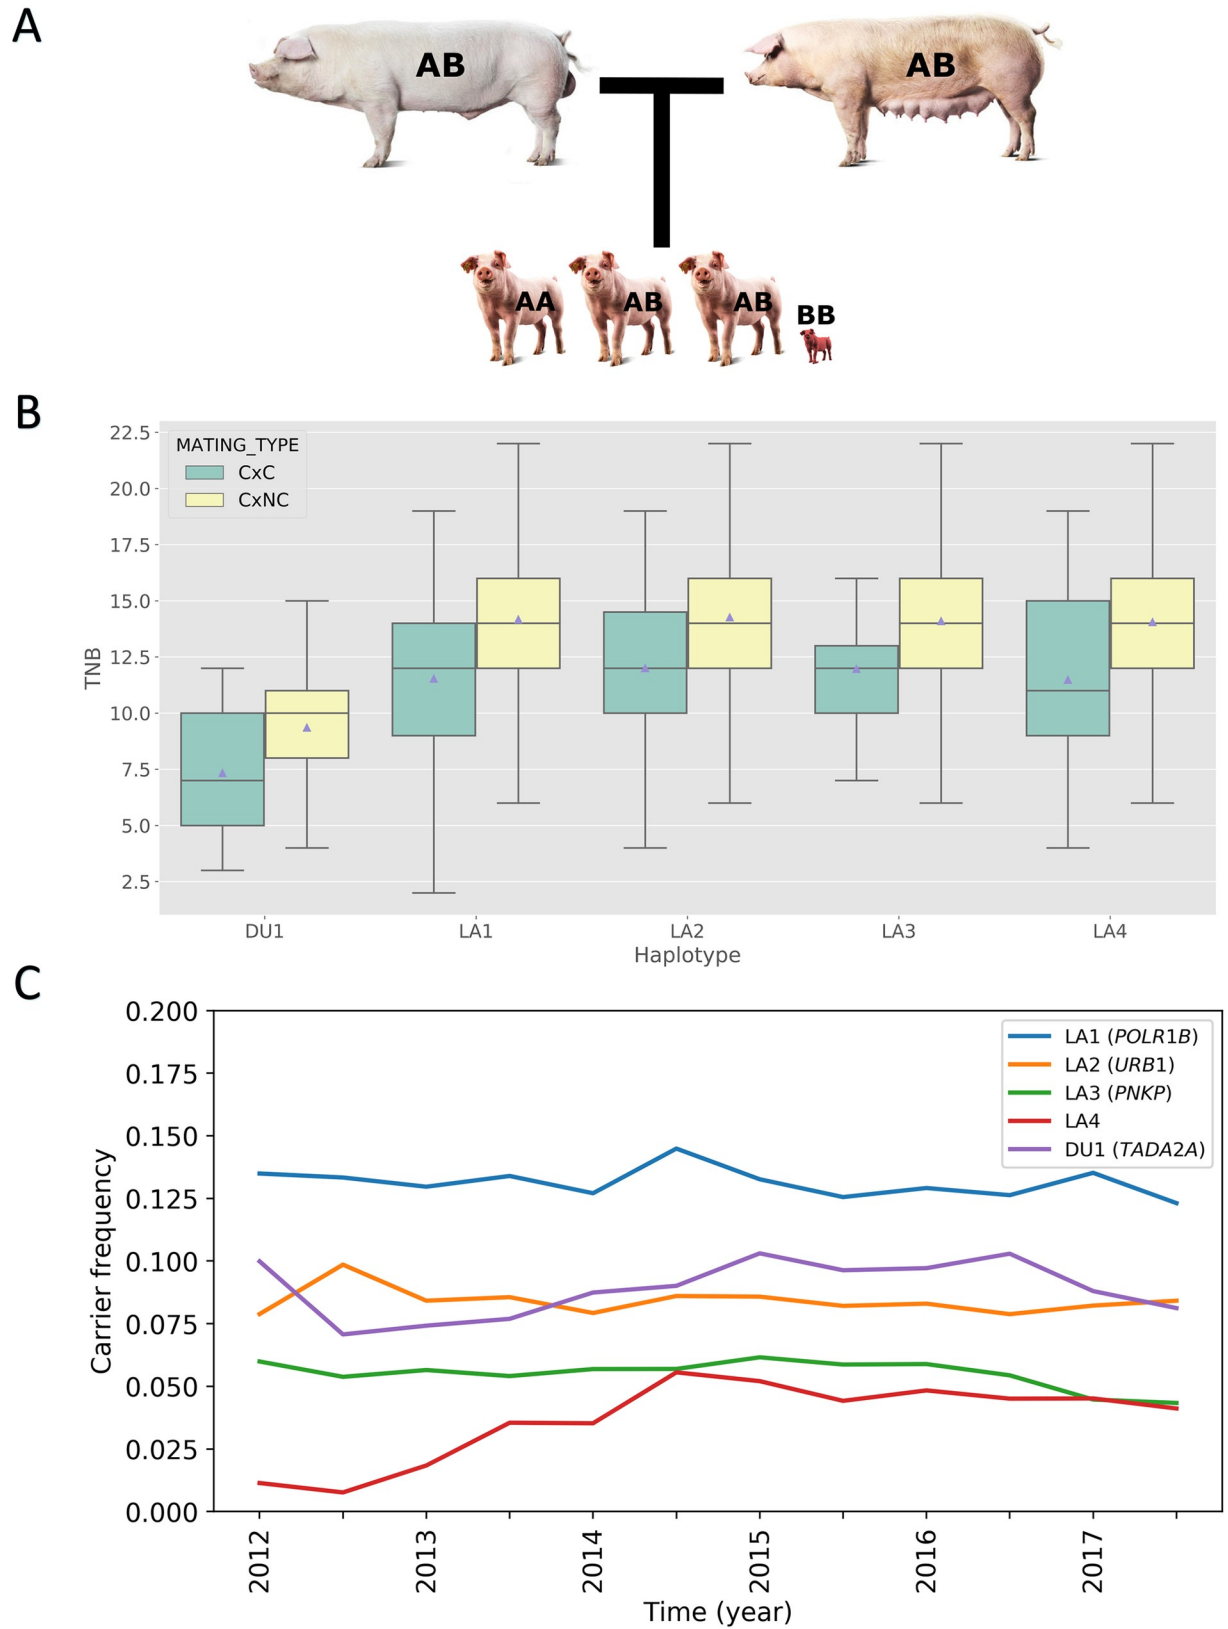 A
AB
AB
AA
AB
AB
BB
B
MATING_TYPE
CxC
CxNC
22.5
20.0
17.5
15.0
12.5
10.0
7.5
5.0
2.5
TNB
DU1
LA1
LA2
LA3
LA4
Haplotype
C
0.200
0.175
0.150
0.125
0.100
0.075
0.050
0.025
0.000
Carrier frequency
LA1 (POLR1B)
LA2 (URB1)
LA3 (PNKP)
LA4
DU1 (TADA2A)
2012
2013
2014
2015
2016
2017
Time (year)